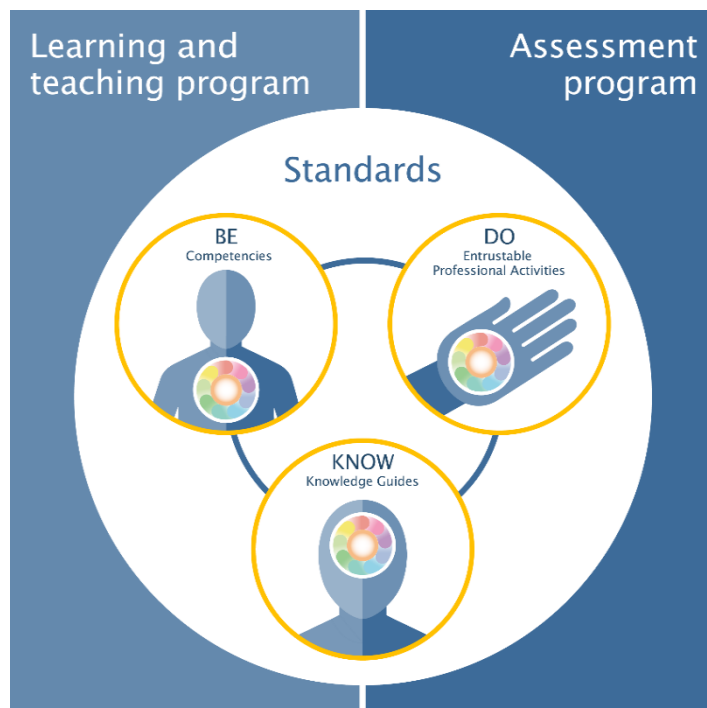 Learning and
teaching program
Assessment
program
Standards
BE
Competencies
DO
Entrustable
Professional Activities
KNOW
Knowledge Guides